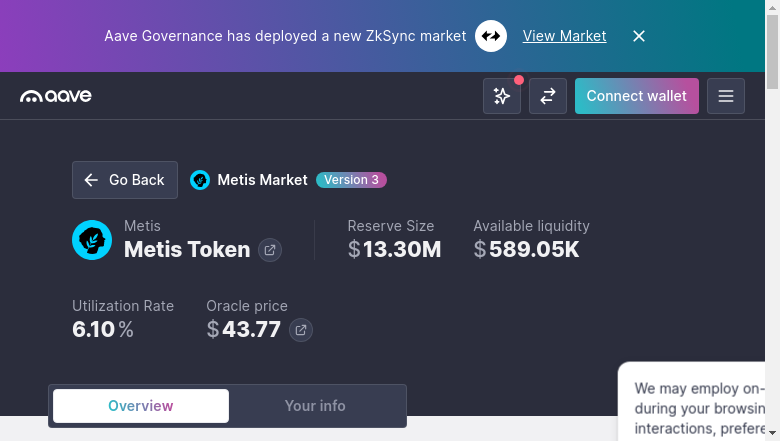 Aave Governance has deployed a new ZkSync market View Market
aave
Connect wallet
Go Back
Metis Market Version 3
Metis
Metis Token
Reserve Size
$13.30M
Available liquidity
$589.05K
Utilization Rate
6.10%
Oracle price
$43.77
Overview
Your info
We may employ on-
during your browsin
interactions, prefere